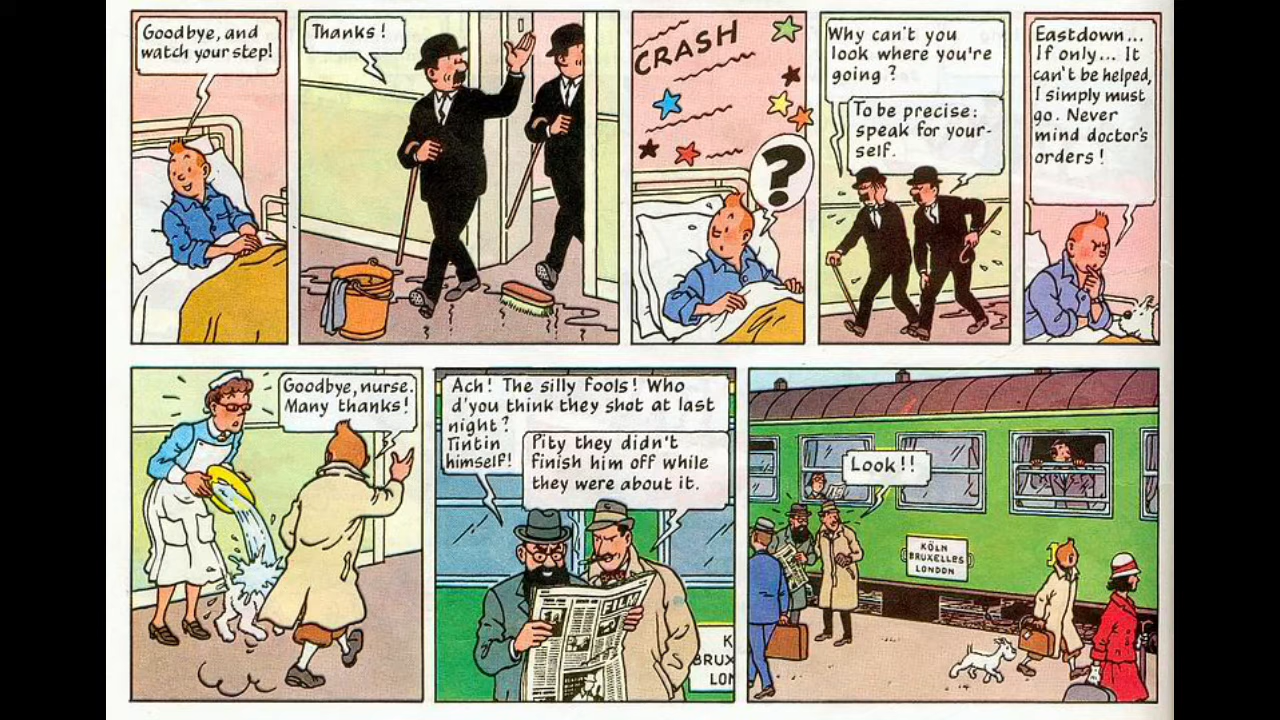 Goodbye, and
watch your step!
Thanks!
CRASH
?
Why can't you
look where you're
going?
To be precise:
speak for your-
self.
Eastdown...
If only... It
can't be helped,
I simply must
go. Never
mind doctor's
orders!
Goodbye, nurse.
Many thanks!
Ach! The silly fools! Who
d'you think they shot at last
night?
Tintin
himself!
Pity they didn't
finish him off while
they were about it.
FILM
K
BRUX
LON
Look!!
KÖLN
BRUXELLES
LONDON